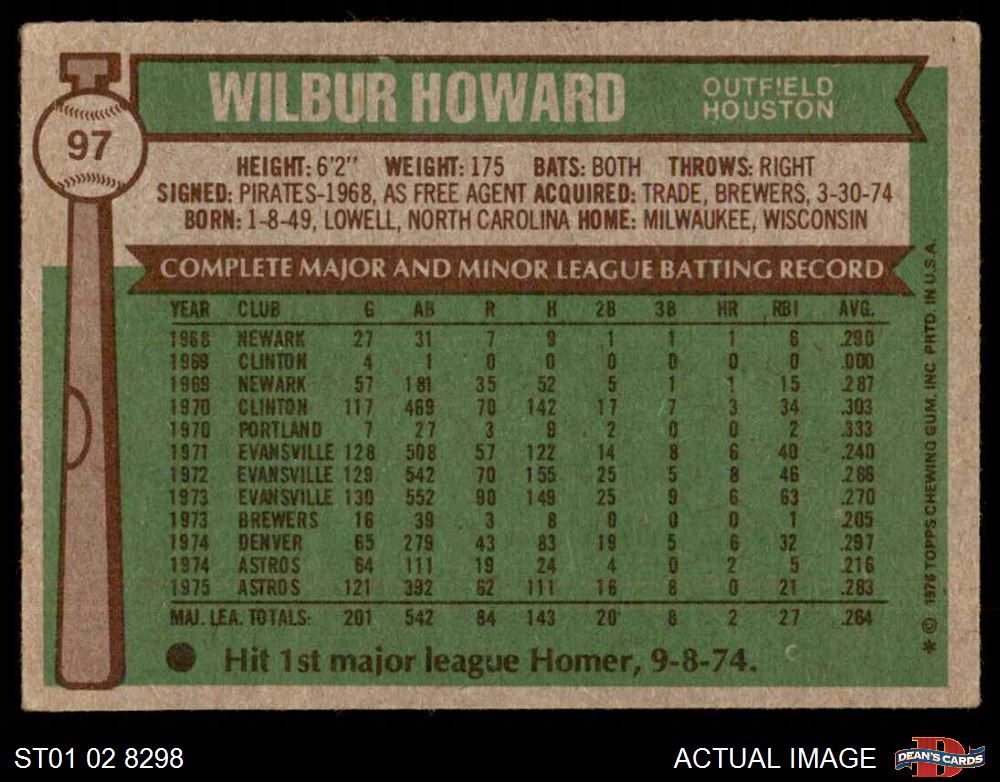 97
WILBUR HOWARD
OUTFIELD
HOUSTON
HEIGHT: 6'2" WEIGHT: 175 BATS: BOTH THROWS: RIGHT
SIGNED: PIRATES-1968, AS FREE AGENT ACQUIRED: TRADE, BREWERS, 3-30-74
BORN: 1-8-49, LOWELL, NORTH CAROLINA HOME: MILWAUKEE, WISCONSIN
COMPLETE MAJOR AND MINOR LEAGUE BATTING RECORD
YEAR CLUB G AB R H 2B 3B HR RBI AVG.
1968 NEWARK 27 31 7 9 1 1 1 6 .290
1969 CLINTON 4 1 0 0 0 0 0 0 .000
1969 NEWARK 57 181 35 52 5 1 1 15 .287
1970 CLINTON 117 469 70 142 17 7 3 34 .303
1970 PORTLAND 7 27 3 9 2 0 0 2 .333
1971 EVANSVILLE 128 508 57 122 14 8 6 40 .240
1972 EVANSVILLE 129 542 70 155 25 5 8 46 .286
1973 EVANSVILLE 130 552 90 149 25 9 6 63 .270
1973 BREWERS 16 39 3 8 0 0 0 1 .205
1974 DENVER 65 279 43 83 19 5 6 32 .297
1974 ASTROS 64 111 19 24 4 0 2 5 .216
1975 ASTROS 121 392 62 111 16 8 0 21 .283
MAJ. LEA. TOTALS: 201 542 84 143 20 8 2 27 .264
Hit 1st major league Homer, 9-8-74.
* © 1976 TOPPS CHEWING GUM, INC PRTD. IN U.S.A.
ST01 02 8298
ACTUAL IMAGE
D
DEAN'S CARDS